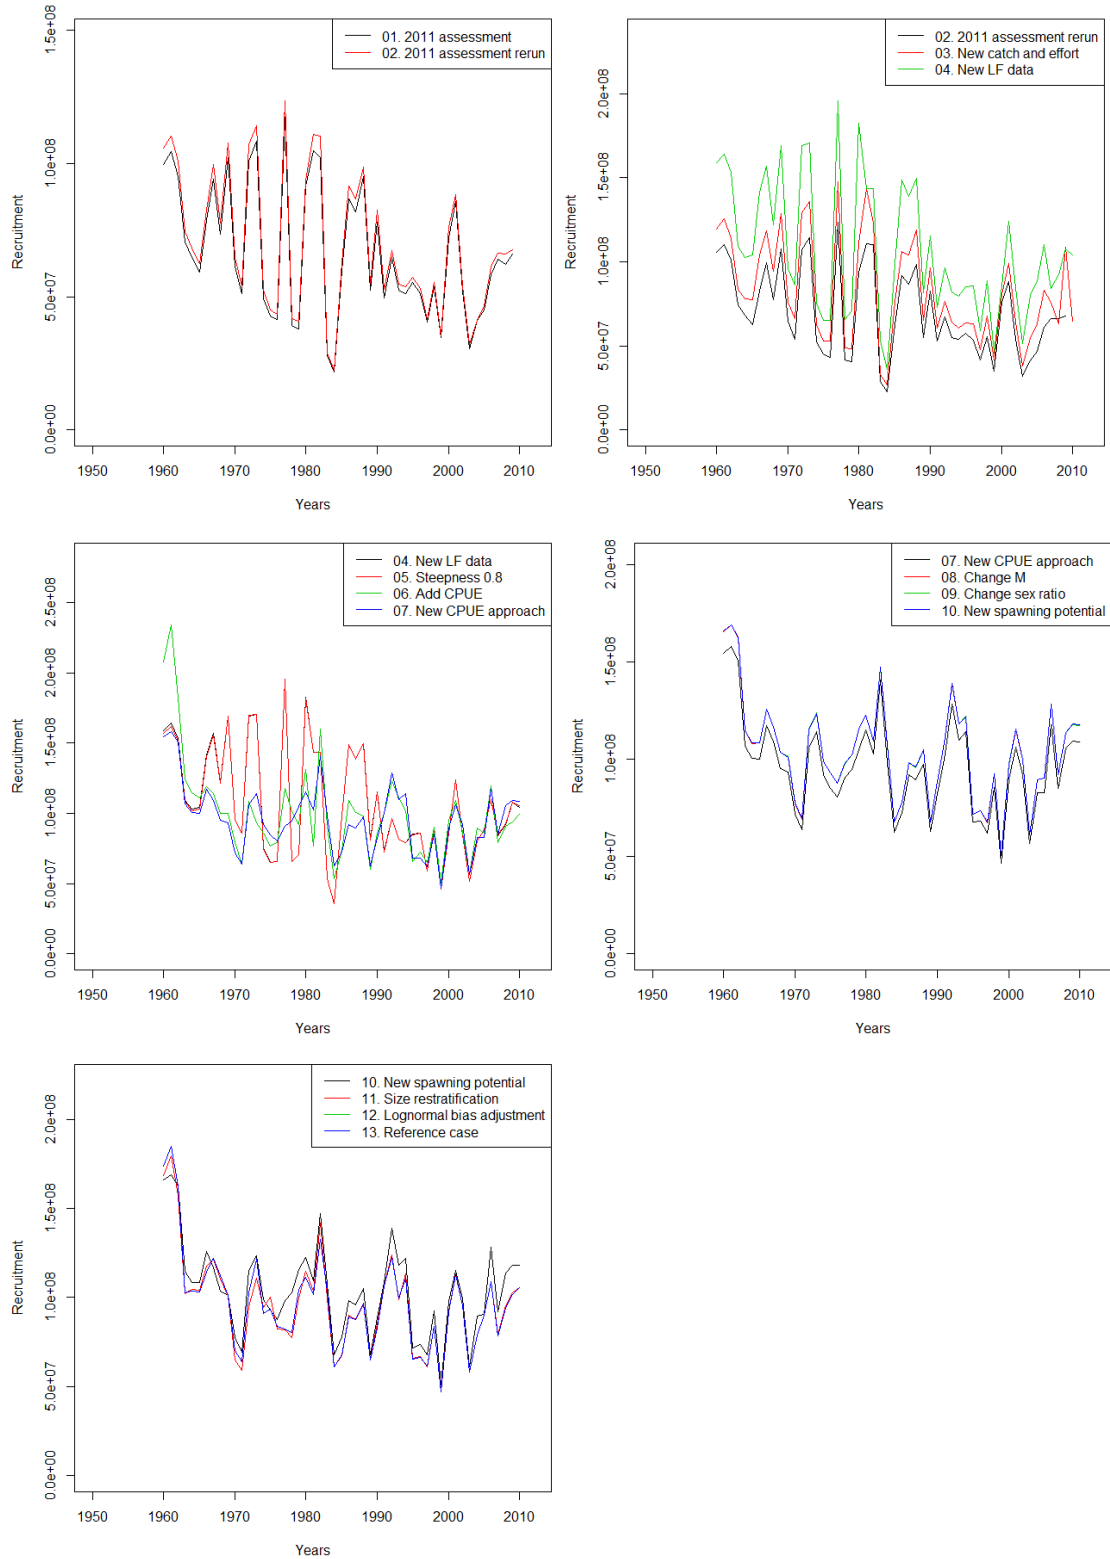 01. 2011 assessment
02. 2011 assessment rerun
Recruitment
0.0e+00 5.0e+07 1.0e+08 1.5e+08
1950 1960 1970 1980 1990 2000 2010
Years
02. 2011 assessment rerun
03. New catch and effort
04. New LF data
Recruitment
0.0e+00 5.0e+07 1.0e+08 1.5e+08 2.0e+08
1950 1960 1970 1980 1990 2000 2010
Years
04. New LF data
05. Steepness 0.8
06. Add CPUE
07. New CPUE approach
Recruitment
0.0e+00 5.0e+07 1.0e+08 1.5e+08 2.0e+08 2.5e+08
1950 1960 1970 1980 1990 2000 2010
Years
07. New CPUE approach
08. Change M
09. Change sex ratio
10. New spawning potential
Recruitment
0.0e+00 5.0e+07 1.0e+08 1.5e+08 2.0e+08
1950 1960 1970 1980 1990 2000 2010
Years
10. New spawning potential
11. Size restratification
12. Lognormal bias adjustment
13. Reference case
Recruitment
0.0e+00 5.0e+07 1.0e+08 1.5e+08 2.0e+08
1950 1960 1970 1980 1990 2000 2010
Years